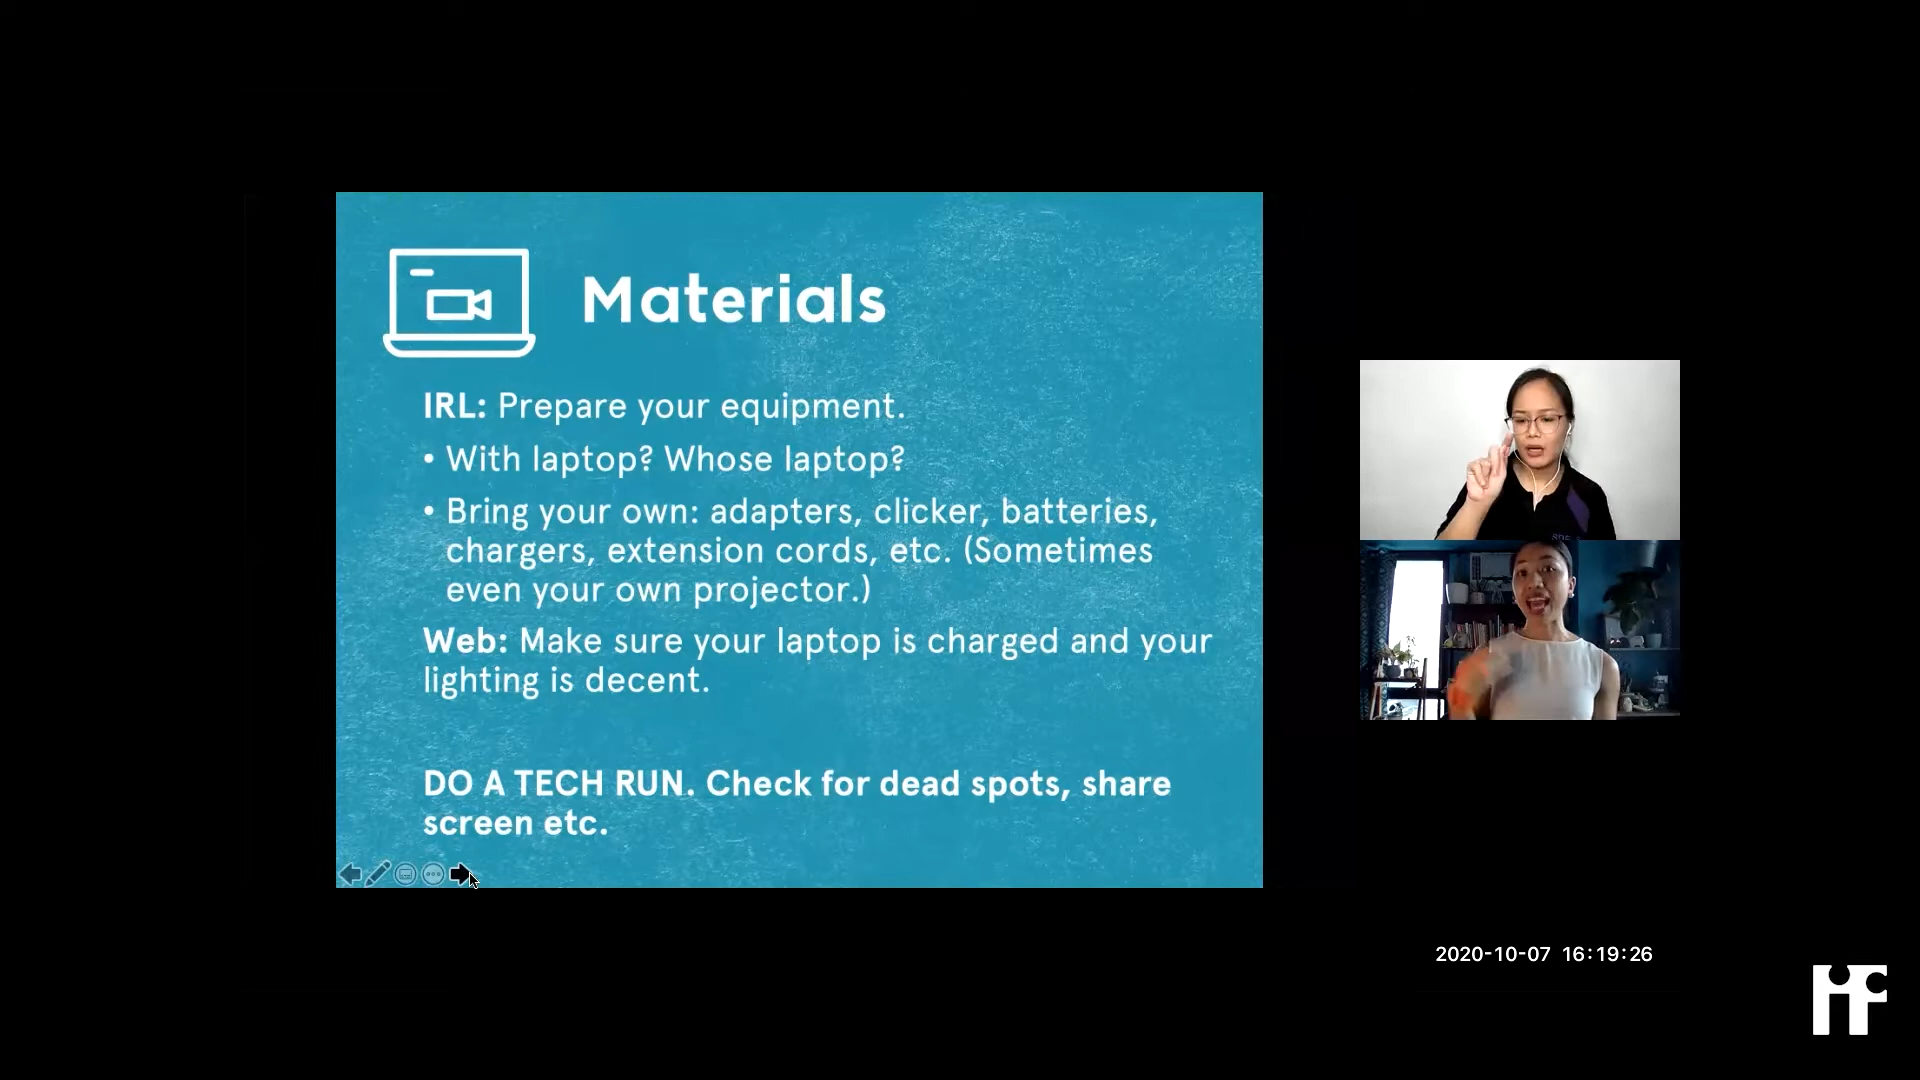 Materials
IRL: Prepare your equipment.
• With laptop? Whose laptop?
• Bring your own: adapters, clicker, batteries,
chargers, extension cords, etc. (Sometimes
even your own projector.)
Web: Make sure your laptop is charged and your
lighting is decent.
DO A TECH RUN. Check for dead spots, share
screen etc.
2020-10-07 16:19:26